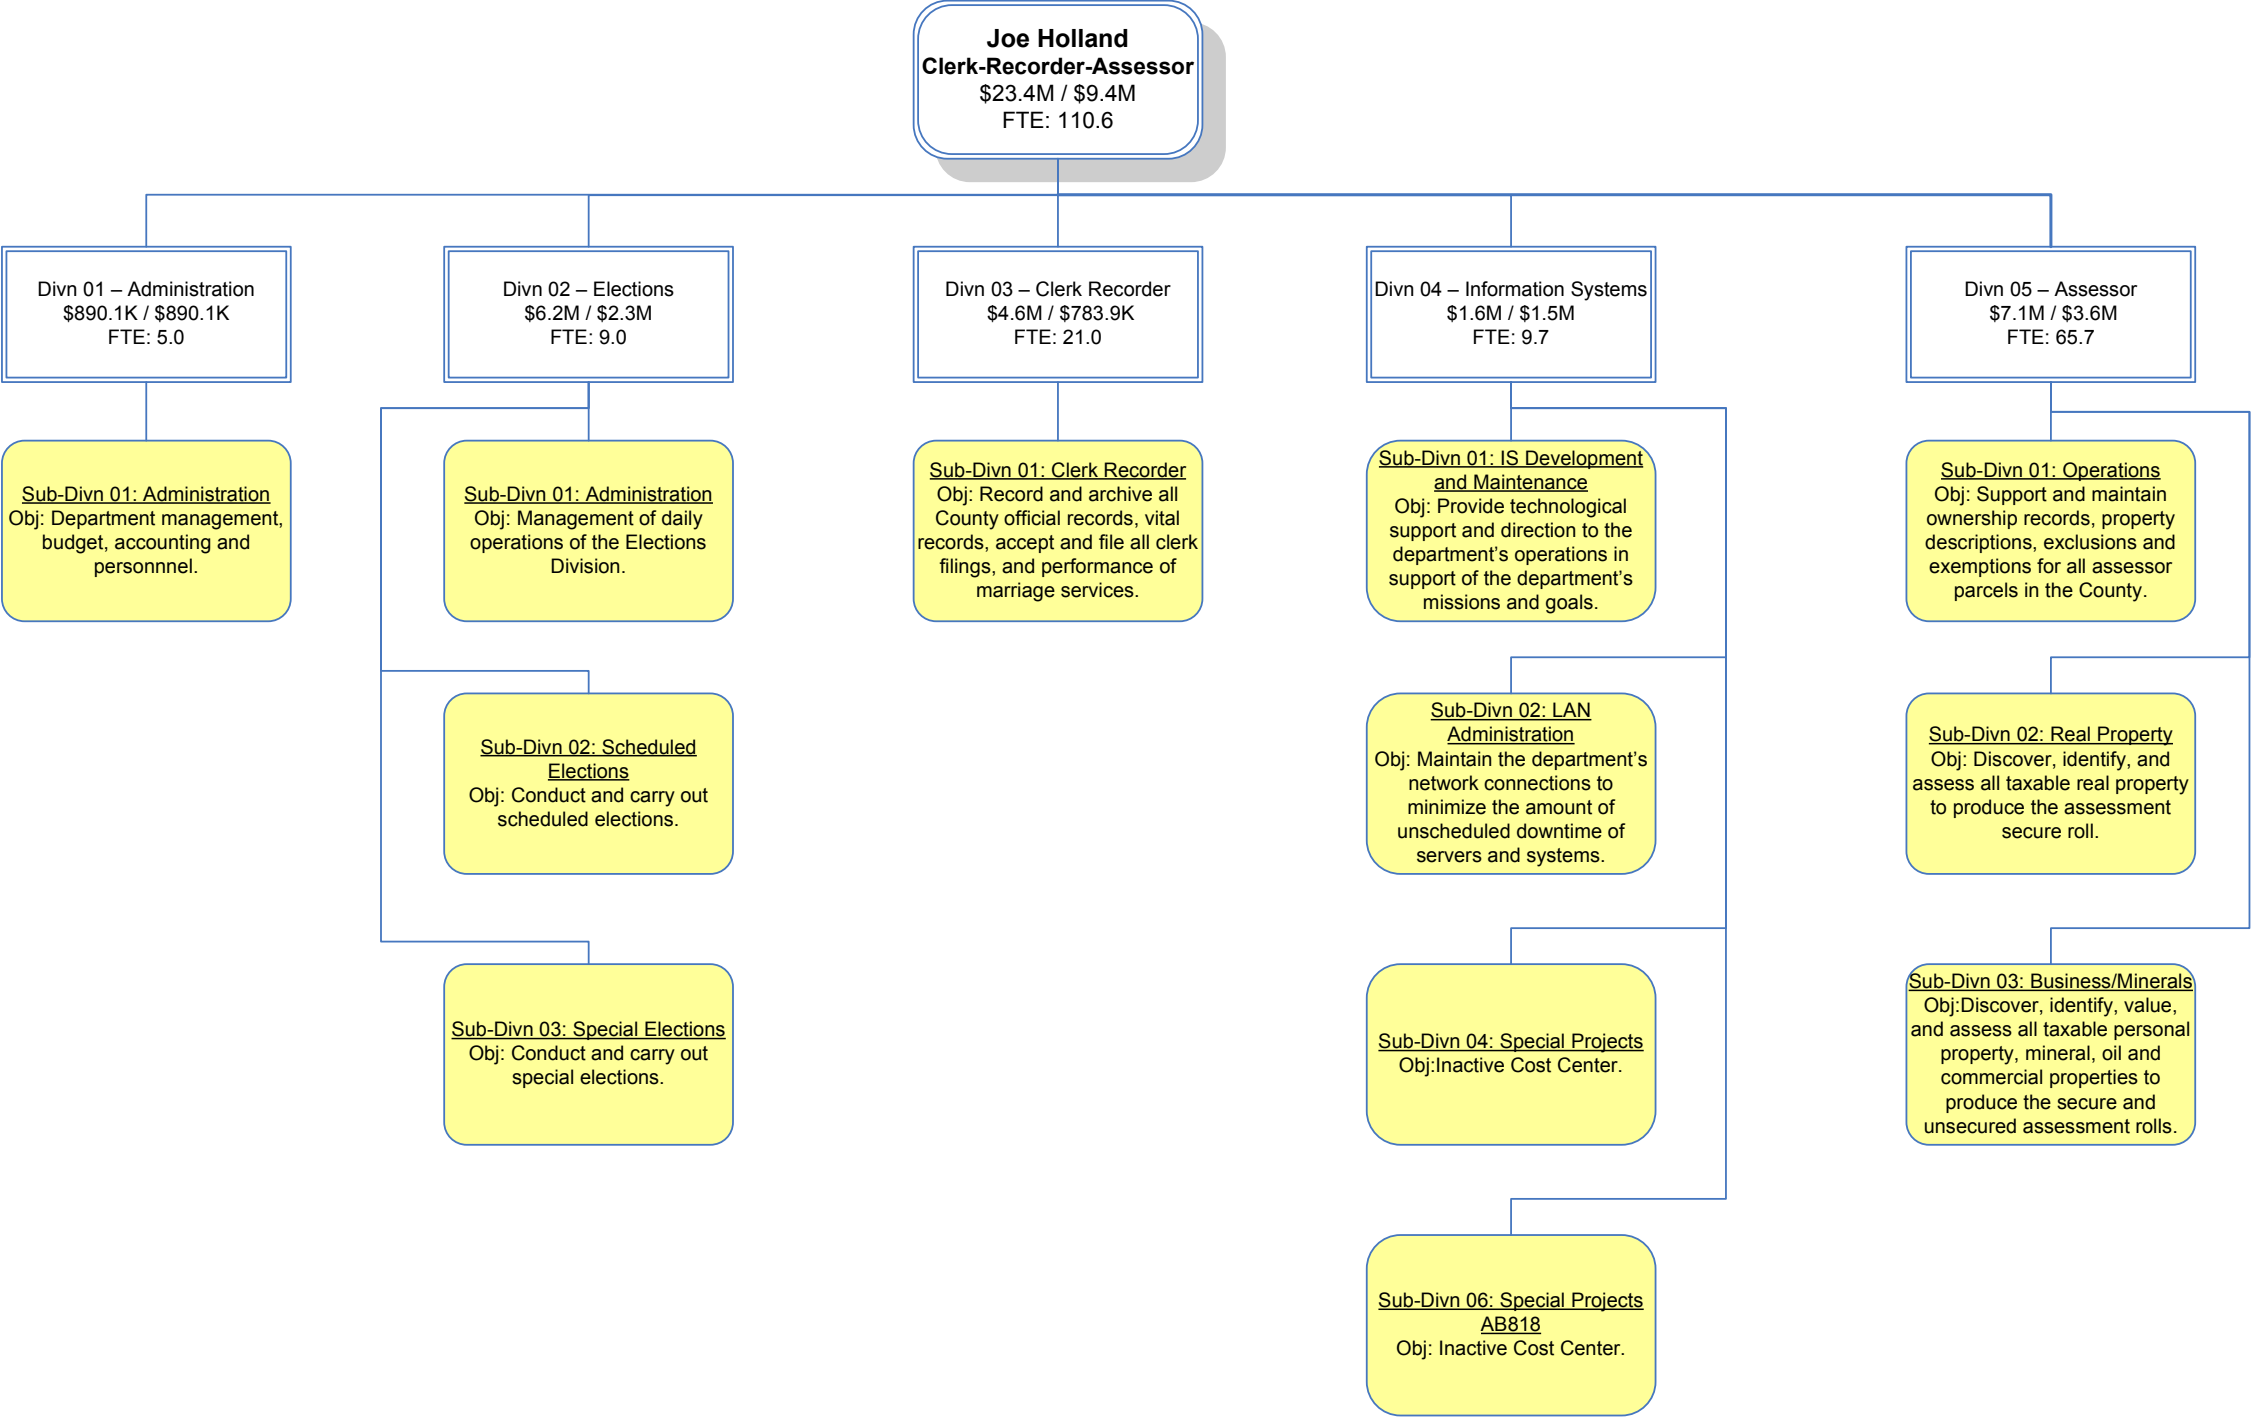 Joe Holland
Clerk-Recorder-Assessor
$23.4M / $9.4M
FTE: 110.6
Divn 01 – Administration
$890.1K / $890.1K
FTE: 5.0
Divn 02 – Elections
$6.2M / $2.3M
FTE: 9.0
Divn 03 – Clerk Recorder
$4.6M / $783.9K
FTE: 21.0
Divn 04 – Information Systems
$1.6M / $1.5M
FTE: 9.7
Divn 05 – Assessor
$7.1M / $3.6M
FTE: 65.7
Sub-Divn 01: Administration
Obj: Department management,
budget, accounting and
personnnel.
Sub-Divn 01: Administration
Obj: Management of daily
operations of the Elections
Division.
Sub-Divn 01: Clerk Recorder
Obj: Record and archive all
County official records, vital
records, accept and file all clerk
filings, and performance of
marriage services.
Sub-Divn 01: IS Development
and Maintenance
Obj: Provide technological
support and direction to the
department’s operations in
support of the department’s
missions and goals.
Sub-Divn 01: Operations
Obj: Support and maintain
ownership records, property
descriptions, exclusions and
exemptions for all assessor
parcels in the County.
Sub-Divn 02: Scheduled
Elections
Obj: Conduct and carry out
scheduled elections.
Sub-Divn 02: LAN
Administration
Obj: Maintain the department’s
network connections to
minimize the amount of
unscheduled downtime of
servers and systems.
Sub-Divn 02: Real Property
Obj: Discover, identify, and
assess all taxable real property
to produce the assessment
secure roll.
Sub-Divn 03: Special Elections
Obj: Conduct and carry out
special elections.
Sub-Divn 04: Special Projects
Obj:Inactive Cost Center.
Sub-Divn 03: Business/Minerals
Obj:Discover, identify, value,
and assess all taxable personal
property, mineral, oil and
commercial properties to
produce the secure and
unsecured assessment rolls.
Sub-Divn 06: Special Projects
AB818
Obj: Inactive Cost Center.